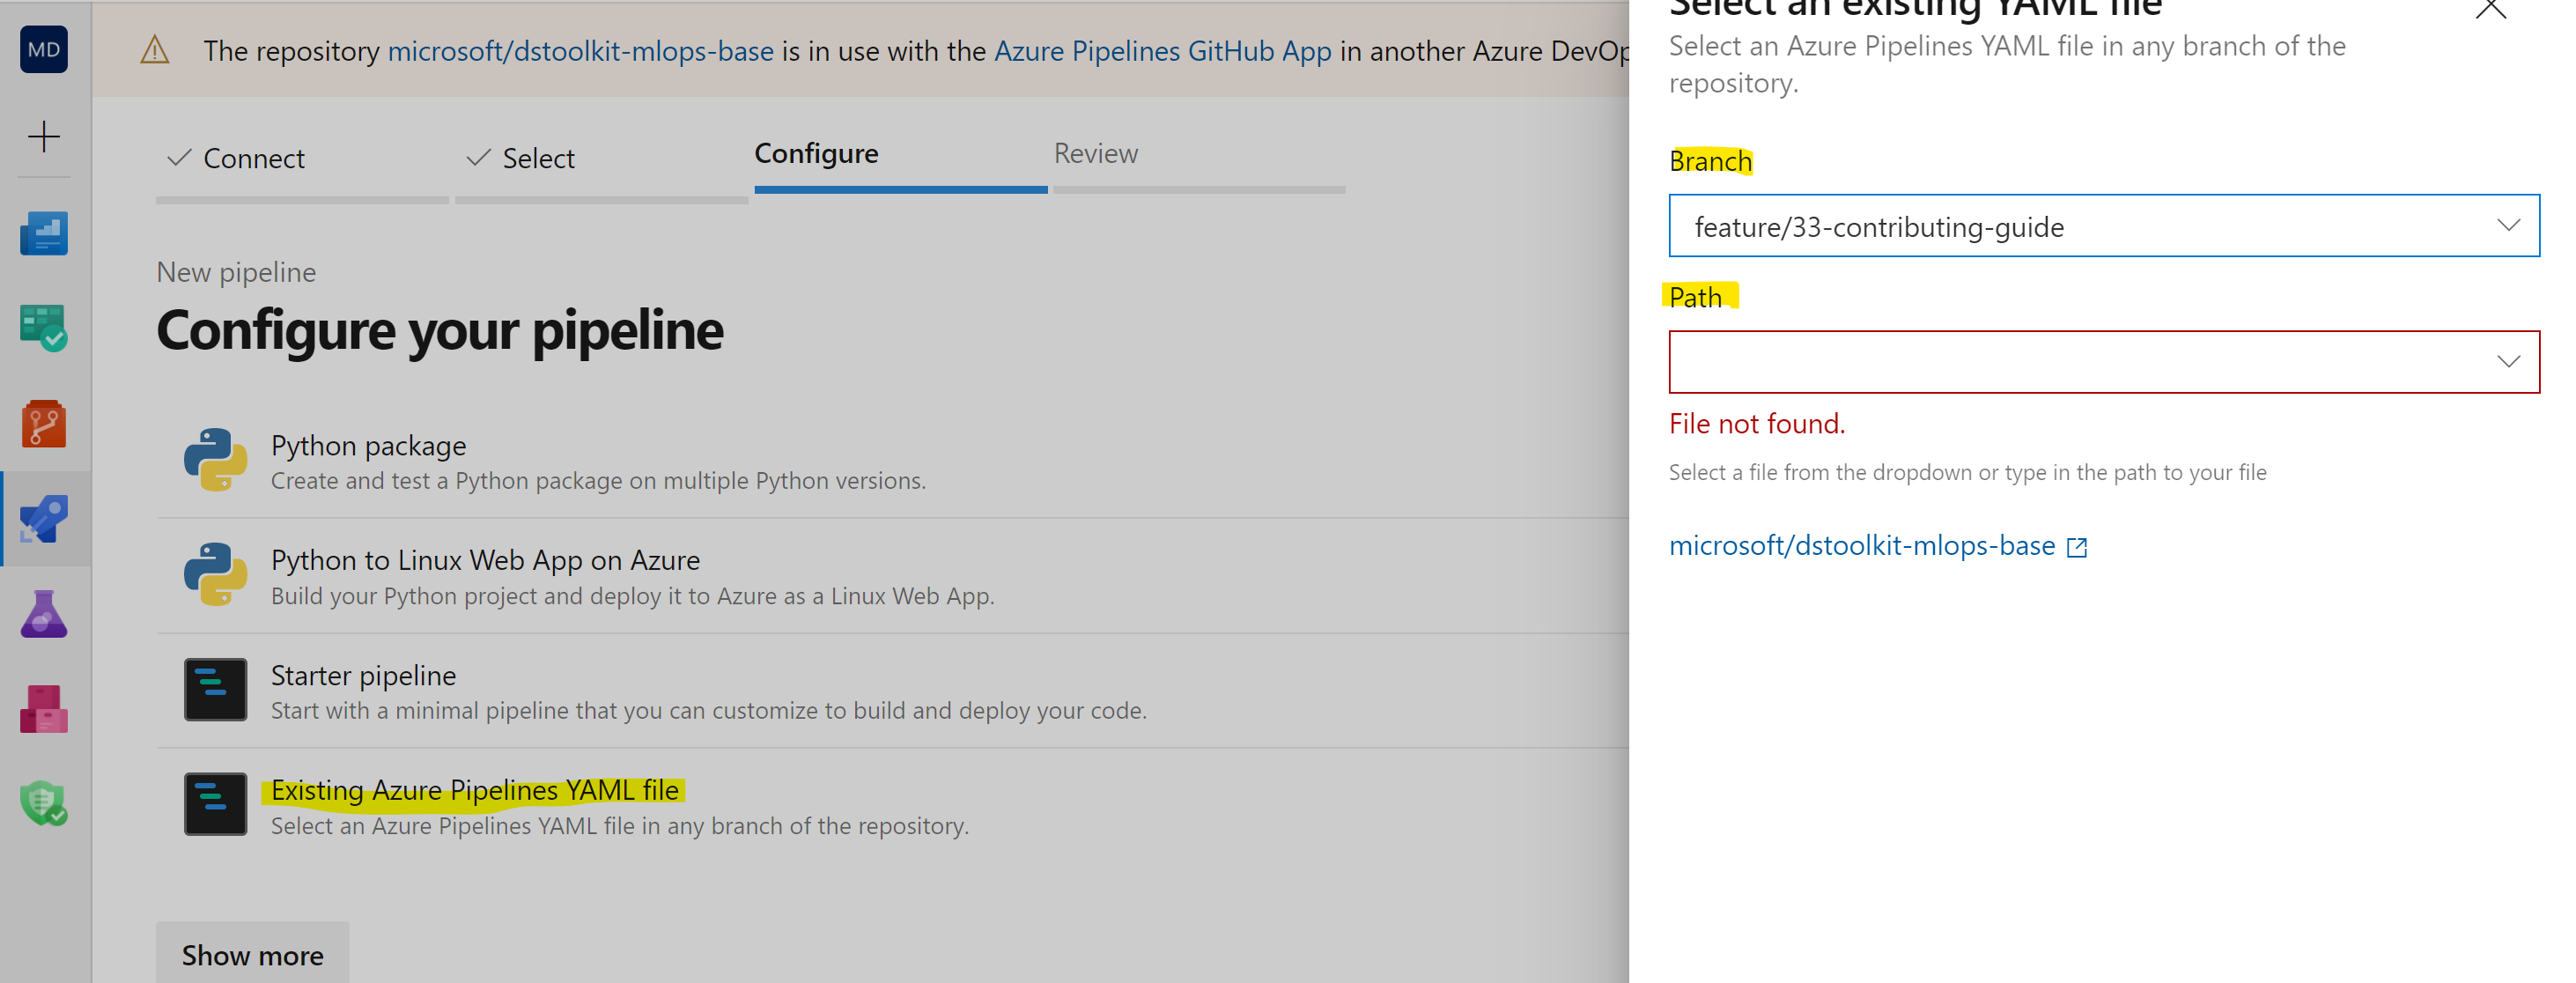 MD
The repository microsoft/dstoolkit-mlops-base is in use with the Azure Pipelines GitHub App in another Azure
Connect
Select
Configure
Review
New pipeline
Configure your pipeline
Python package
Create and test a Python package on multiple Python versions.
Python to Linux Web App on Azure
Build your Python project and deploy it to Azure as a Linux Web App.
Starter pipeline
Start with a minimal pipeline that you can customize to build and deploy your code.
Existing Azure Pipelines YAML file
Select an Azure Pipelines YAML file in any branch of the repository.
Show more
Select an existing YAML file
Select an Azure Pipelines YAML file in any branch of the
repository.
Branch
feature/33-contributing-guide
Path
File not found.
Select a file from the dropdown or type in the path to your file
microsoft/dstoolkit-mlops-base